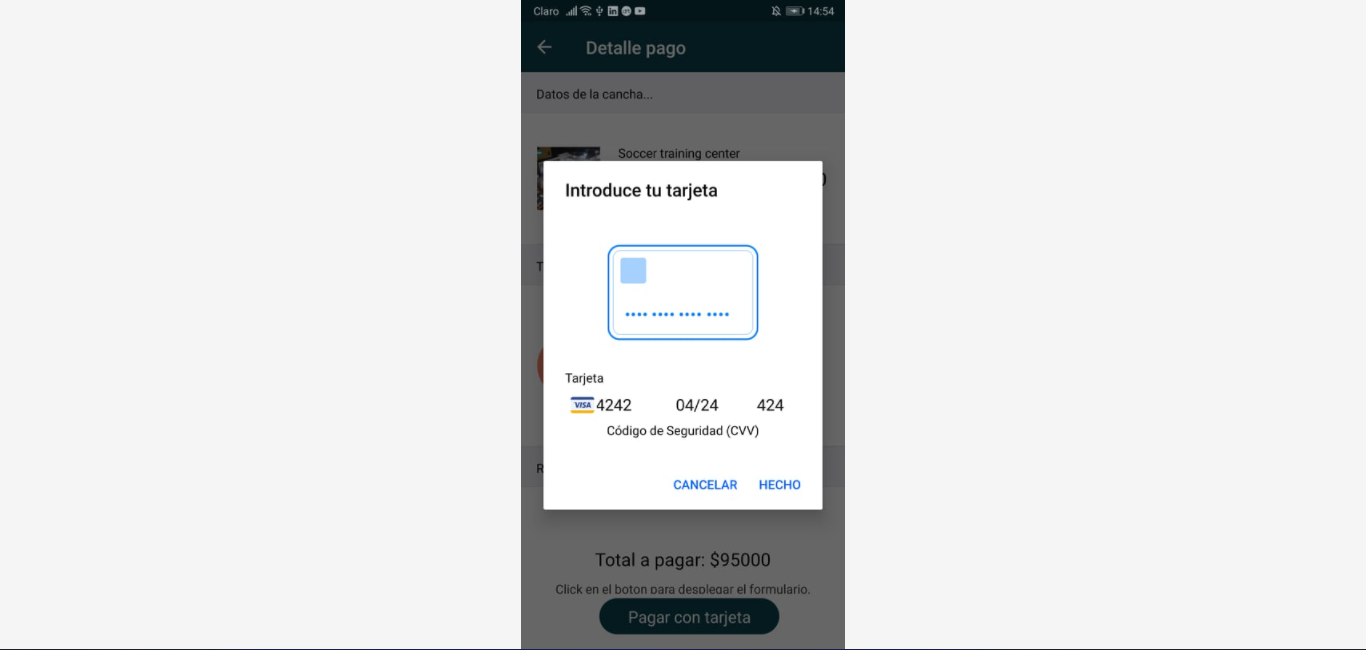 Claro 14:54
Detalle pago
Datos de la cancha...
Soccer training center
Introduce tu tarjeta
Tarjeta
VISA 4242 04/24 424
Código de Seguridad (CVV)
CANCELAR HECHO
Total a pagar: $95000
Click en el boton para desplegar el formulario.
Pagar con tarjeta